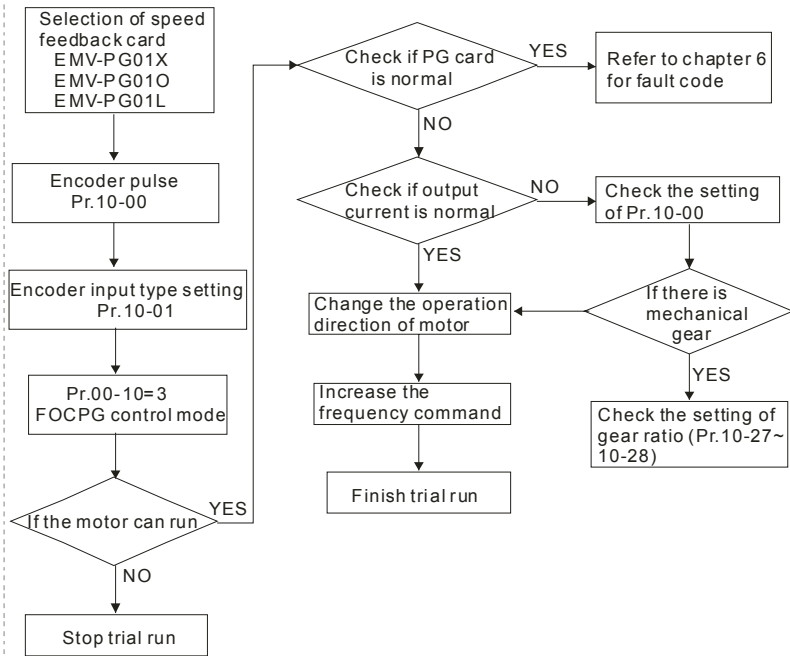 Selection of speed
feedback card
EMV-PG01X
EMV-PG01O
EMV-PG01L
Encoder pulse
Pr.10-00
Encoder input type setting
Pr.10-01
Pr.00-10=3
FOCPG control mode
If the motor can run
YES
NO
Stop trial run
Check if PG card
is normal
YES
Refer to chapter 6
for fault code
NO
Check if output
current is normal
NO
Check the setting
of Pr.10-00
YES
Change the operation
direction of motor
If there is
mechanical
gear
YES
Increase the
frequency command
Check the setting of
gear ratio (Pr.10-27~
10-28)
Finish trial run